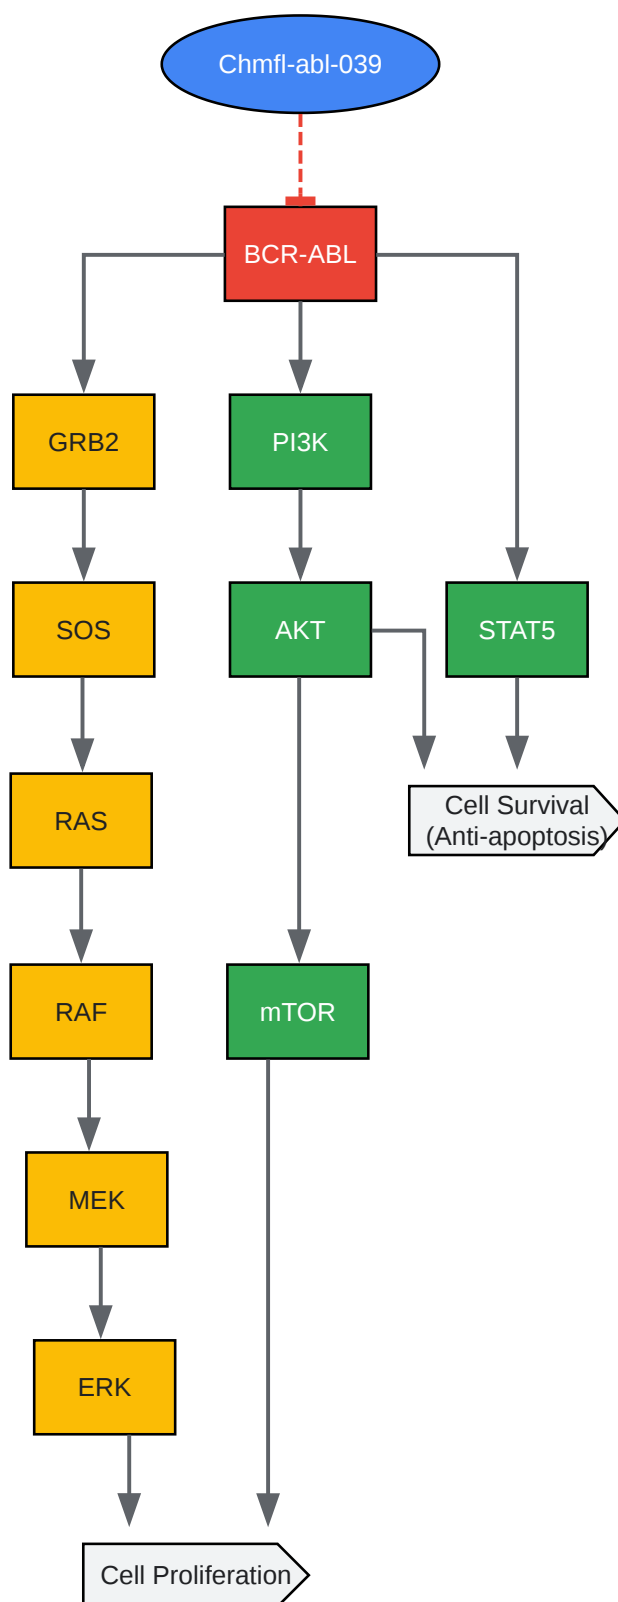 Chmfl-abl-039
BCR-ABL
GRB2
PI3K
SOS
AKT
STAT5
RAS
Cell Survival
(Anti-apoptosis)
RAF
mTOR
MEK
ERK
Cell Proliferation